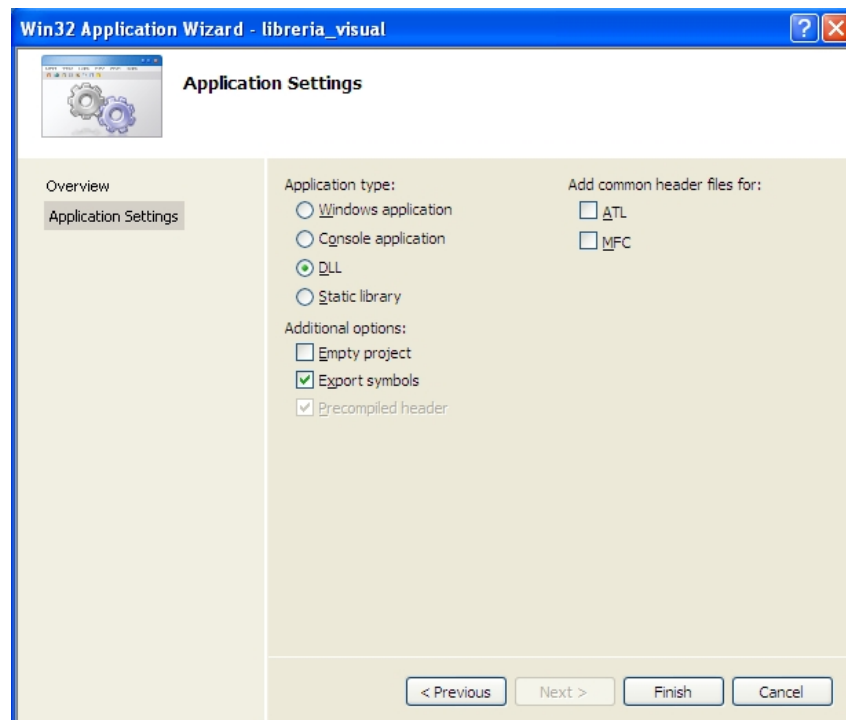 Win32 Application Wizard - libreria_visual
Application Settings
Overview
Application Settings
Application type:
Windows application
Console application
DLL
Static library
Additional options:
Empty project
Export symbols
Precompiled header
Add common header files for:
ATL
MFC
< Previous
Next >
Finish
Cancel